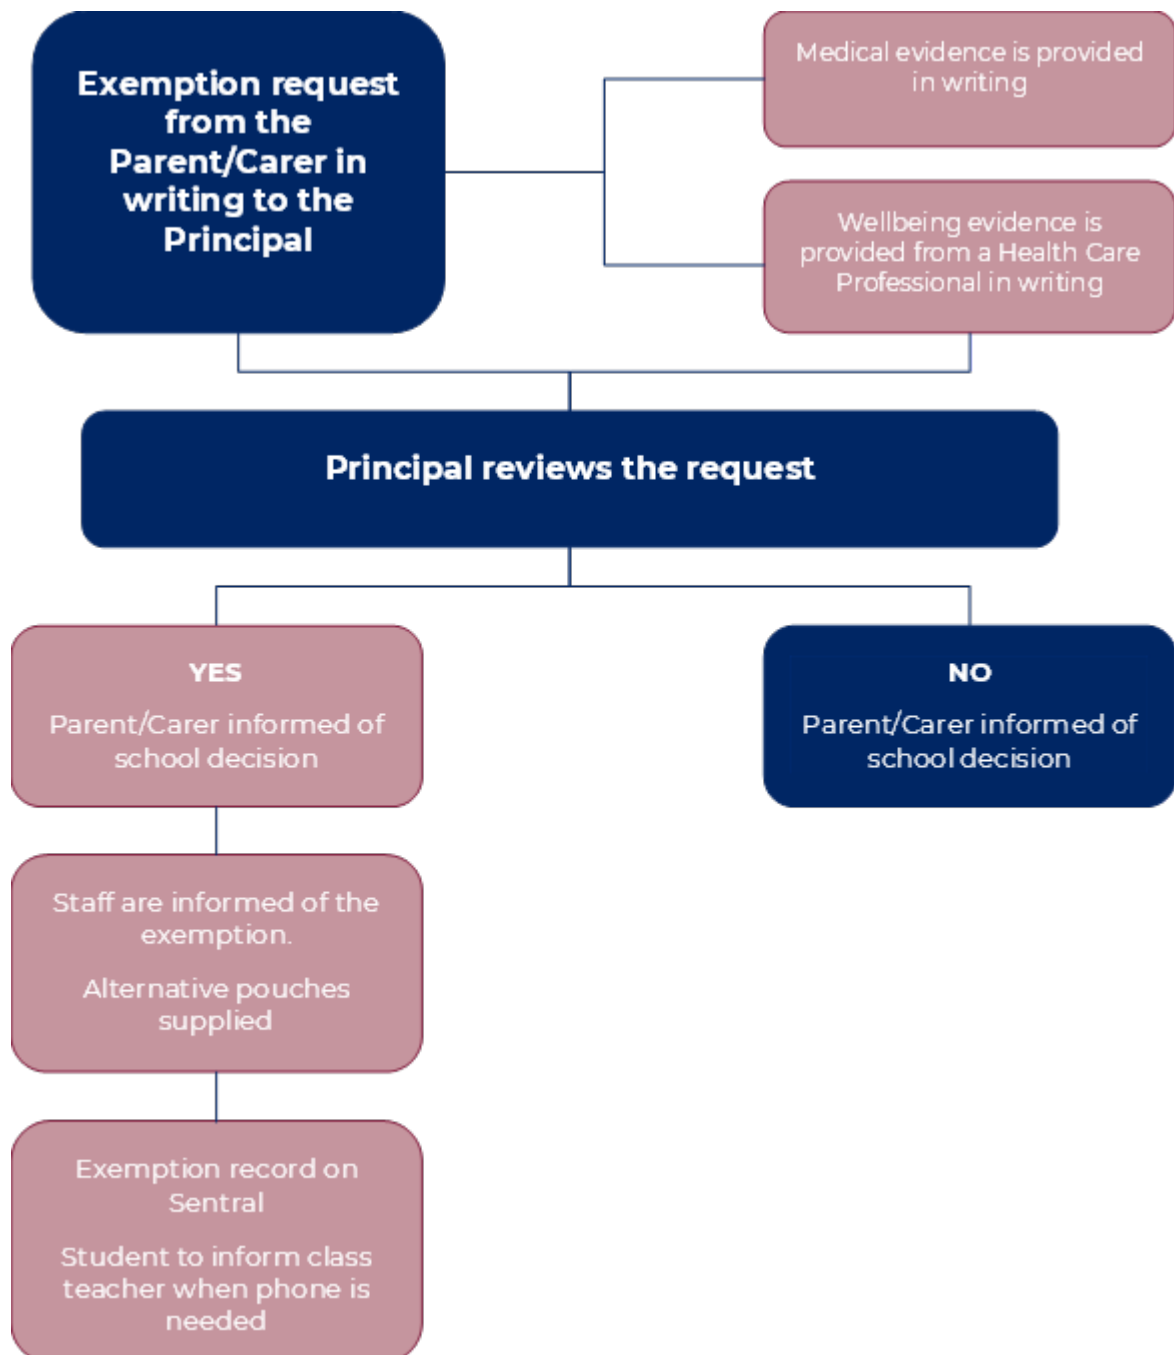 Exemption request
from the
Parent/Carer in
writing to the
Principal
Medical evidence is provided
in writing
Wellbeing evidence is
provided from a Health Care
Professional in writing
Principal reviews the request
YES
Parent/Carer informed of
school decision
NO
Parent/Carer informed of
school decision
Staff are informed of the
exemption.
Alternative pouches
supplied
Exemption record on
Sentral
Student to inform class
teacher when phone is
needed